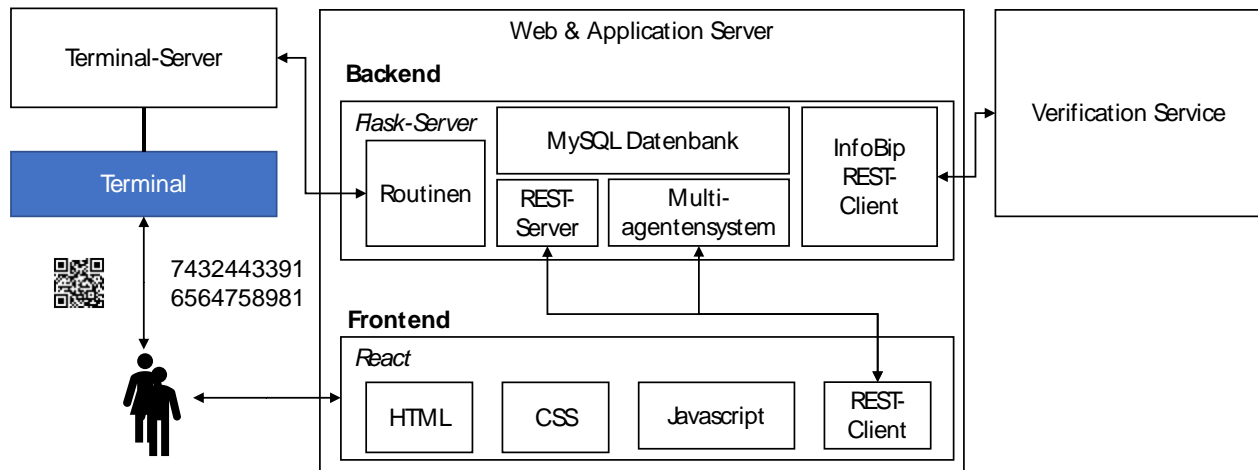 Terminal-Server
Terminal
7432443391
6564758981
Web & Application Server
Backend
Flask-Server
Routinen
MySQL Datenbank
REST-
Server
Multi-
agentensystem
InfoBip
REST-
Client
Frontend
React
HTML
CSS
Javascript
REST-
Client
Verification Service